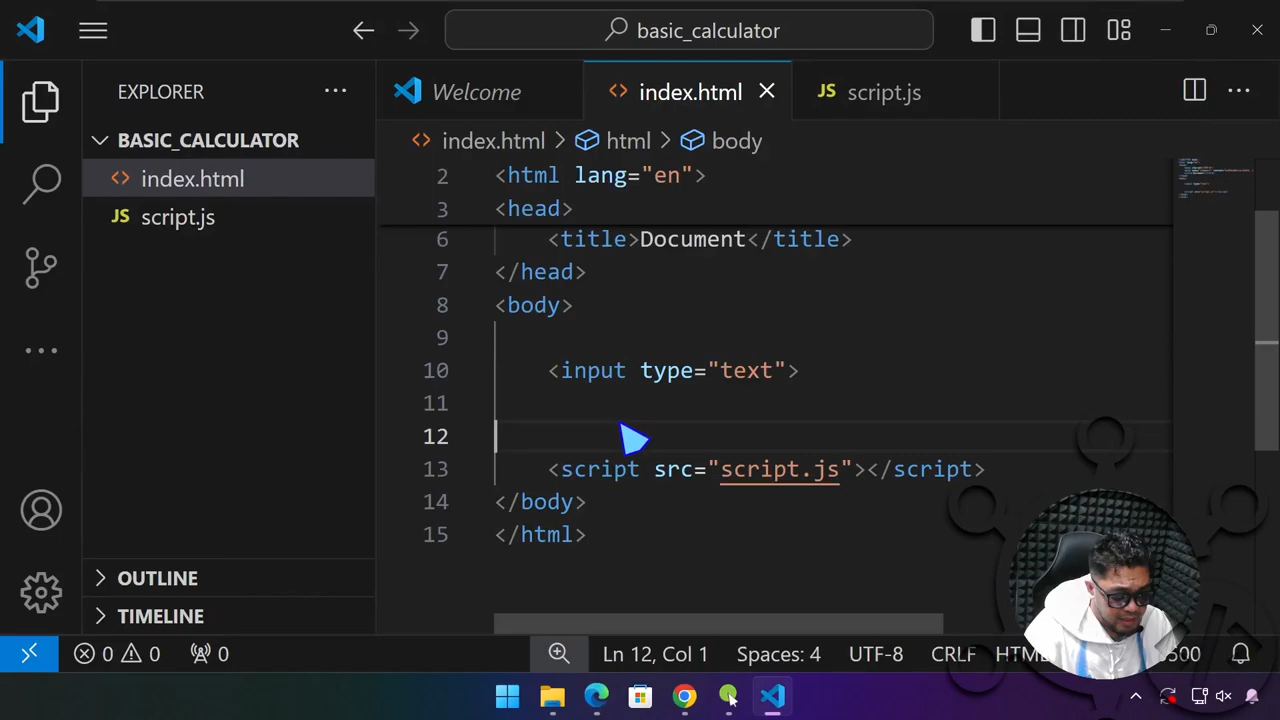 basic_calculator
EXPLORER
Welcome
index.html
script.js
BASIC_CALCULATOR
index.html
script.js
index.html > html > body
2 <html lang="en">
3 <head>
6 <title>Document</title>
7 </head>
8 <body>
9
10 <input type="text">
11
12
13 <script src="script.js"></script>
14 </body>
15 </html>
OUTLINE
TIMELINE
0 0 0
Ln 12, Col 1
Spaces: 4
UTF-8
CRLF